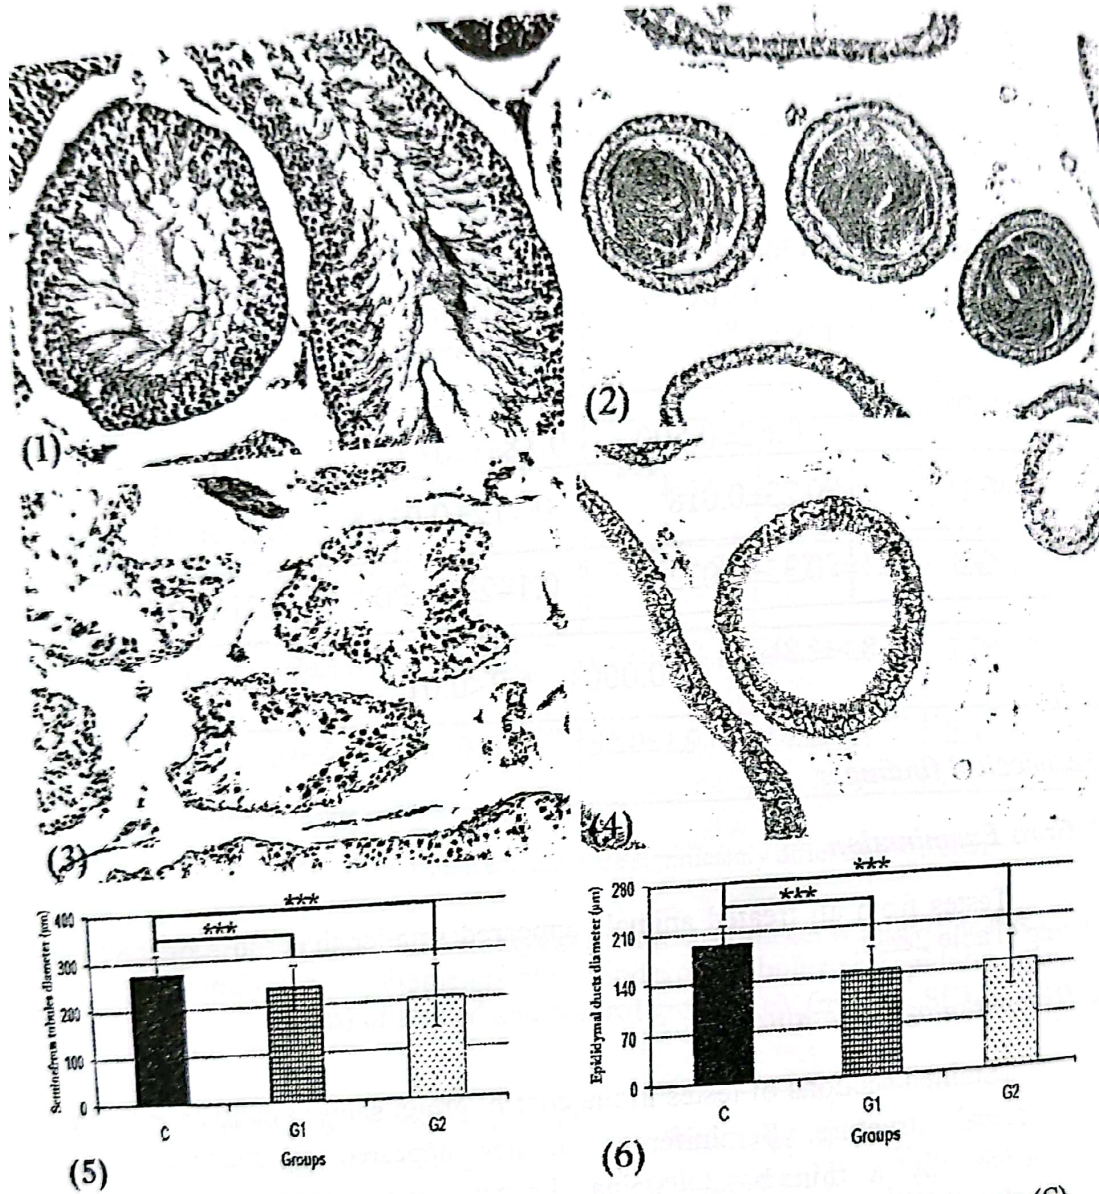 (1)
(2)
(3)
(4)
Seminefrom tubules diameter (µm)
400
300
200
100
0
***
***
C
G1
G2
Groups
(5)
Epididymal ducts diameter (µm)
280
210
140
70
0
***
***
C
G1
G2
Groups
(6)